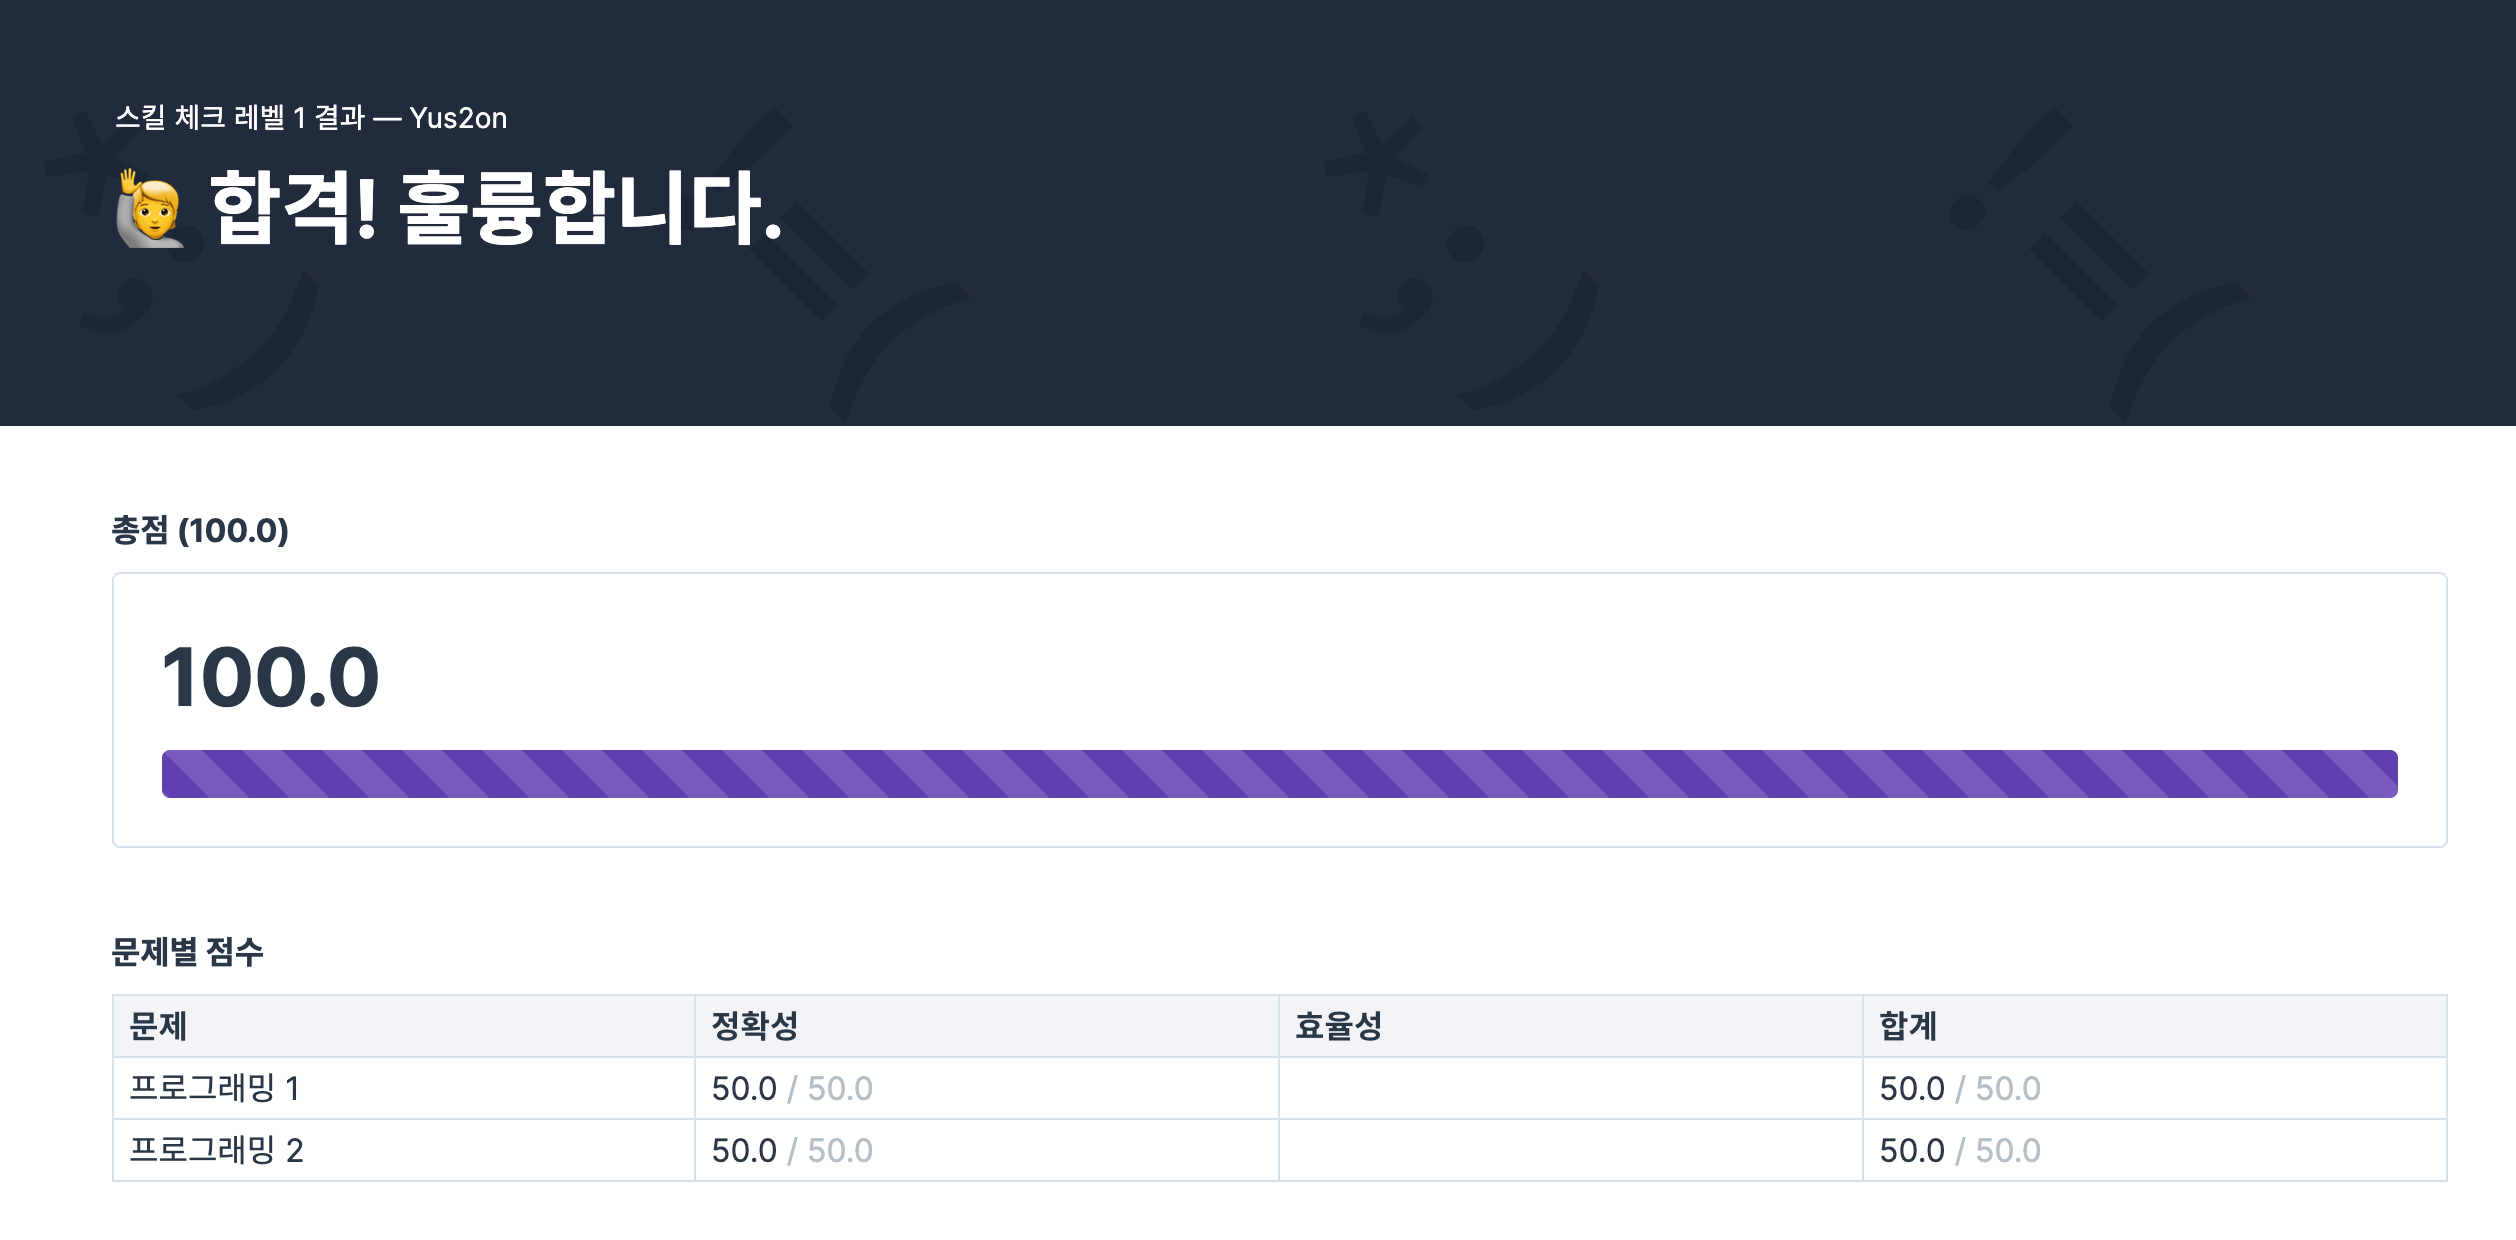 스킬 체크 레벨 1 결과 — Yus2on
🙋 합격! 훌륭합니다.
총점 (100.0)
100.0
문제별 점수
문제 정확성 효율성 합계
프로그래밍 1 50.0 / 50.0 50.0 / 50.0
프로그래밍 2 50.0 / 50.0 50.0 / 50.0